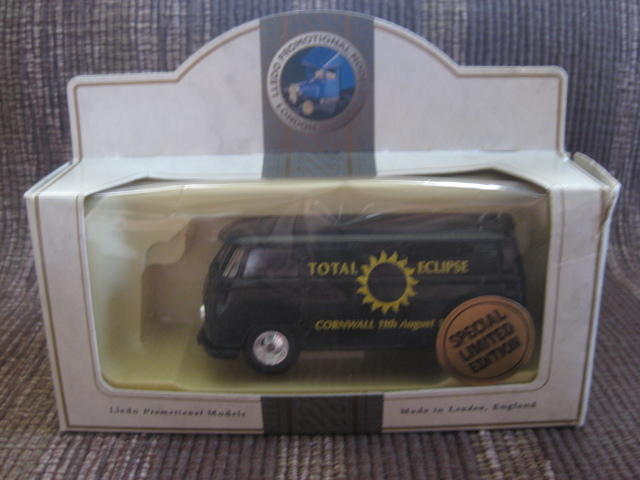 LLEDO PROMOTIONAL MODELS
LONDON
TOTAL ECLIPSE
CORNWALL 11th August 1
SPECIAL
LIMITED
EDITION
Lledo Promotional Models
Made in London, England